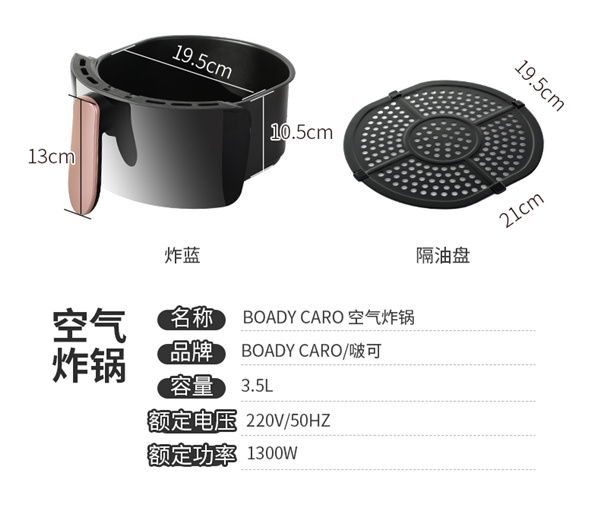 19.5cm
10.5cm
13cm
19.5cm
21cm
炸蓝
隔油盘
空气
炸锅
名称 BOADY CARO 空气炸锅
品牌 BOADY CARO/啵可
容量 3.5L
额定电压 220V/50HZ
额定功率 1300W